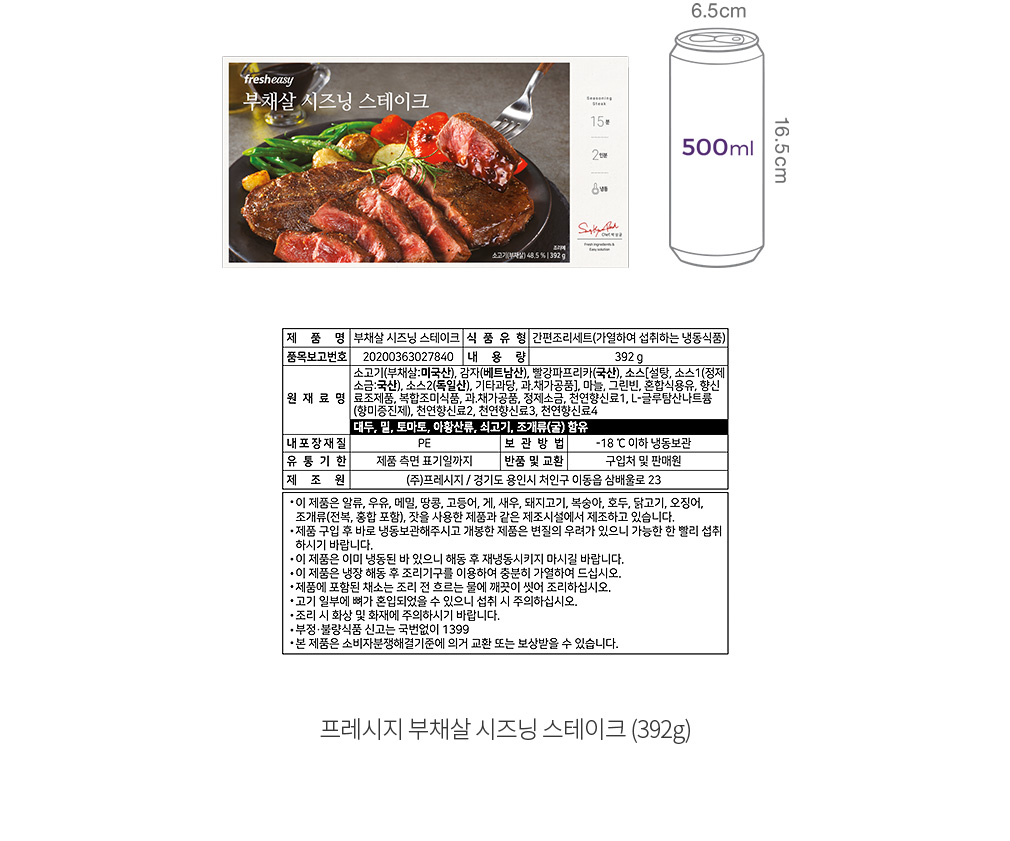 6.5cm
fresheasy
부채살 시즈닝 스테이크
Seasoning
Steak
15분
2인분
냉동
Chef 박성규
Fresh ingredients &
Easy solution
조리예
소고기(부채살) 48.5 % | 392 g
500ml
16.5cm
제 품 명 부채살 시즈닝 스테이크 식 품 유 형 간편조리세트(가열하여 섭취하는 냉동식품)
품목보고번호 20200363027840 내 용 량 392 g
원 재 료 명 소고기(부채살:미국산), 감자(베트남산), 빨강파프리카(국산), 소스[설탕, 소스1(정제
소금:국산), 소스2(독일산), 기타과당, 과.채가공품], 마늘, 그린빈, 혼합식용유, 향신
료조제품, 복합조미식품, 과.채가공품, 정제소금, 천연향신료1, L-글루탐산나트륨
(향미증진제), 천연향신료2, 천연향신료3, 천연향신료4
대두, 밀, 토마토, 아황산류, 쇠고기, 조개류(굴) 함유
내포장재질 PE 보 관 방 법 -18 ℃ 이하 냉동보관
유 통 기 한 제품 측면 표기일까지 반품 및 교환 구입처 및 판매원
제 조 원 (주)프레시지 / 경기도 용인시 처인구 이동읍 삼배울로 23
•이 제품은 알류, 우유, 메밀, 땅콩, 고등어, 게, 새우, 돼지고기, 복숭아, 호두, 닭고기, 오징어,
조개류(전복, 홍합 포함), 잣을 사용한 제품과 같은 제조시설에서 제조하고 있습니다.
•제품 구입 후 바로 냉동보관해주시고 개봉한 제품은 변질의 우려가 있으니 가능한 한 빨리 섭취
하시기 바랍니다.
•이 제품은 이미 냉동된 바 있으니 해동 후 재냉동시키지 마시길 바랍니다.
•이 제품은 냉장 해동 후 조리기구를 이용하여 충분히 가열하여 드십시오.
•제품에 포함된 채소는 조리 전 흐르는 물에 깨끗이 씻어 조리하십시오.
•고기 일부에 뼈가 혼입되었을 수 있으니 섭취 시 주의하십시오.
•조리 시 화상 및 화재에 주의하시기 바랍니다.
•부정·불량식품 신고는 국번없이 1399
•본 제품은 소비자분쟁해결기준에 의거 교환 또는 보상받을 수 있습니다.
프레시지 부채살 시즈닝 스테이크 (392g)